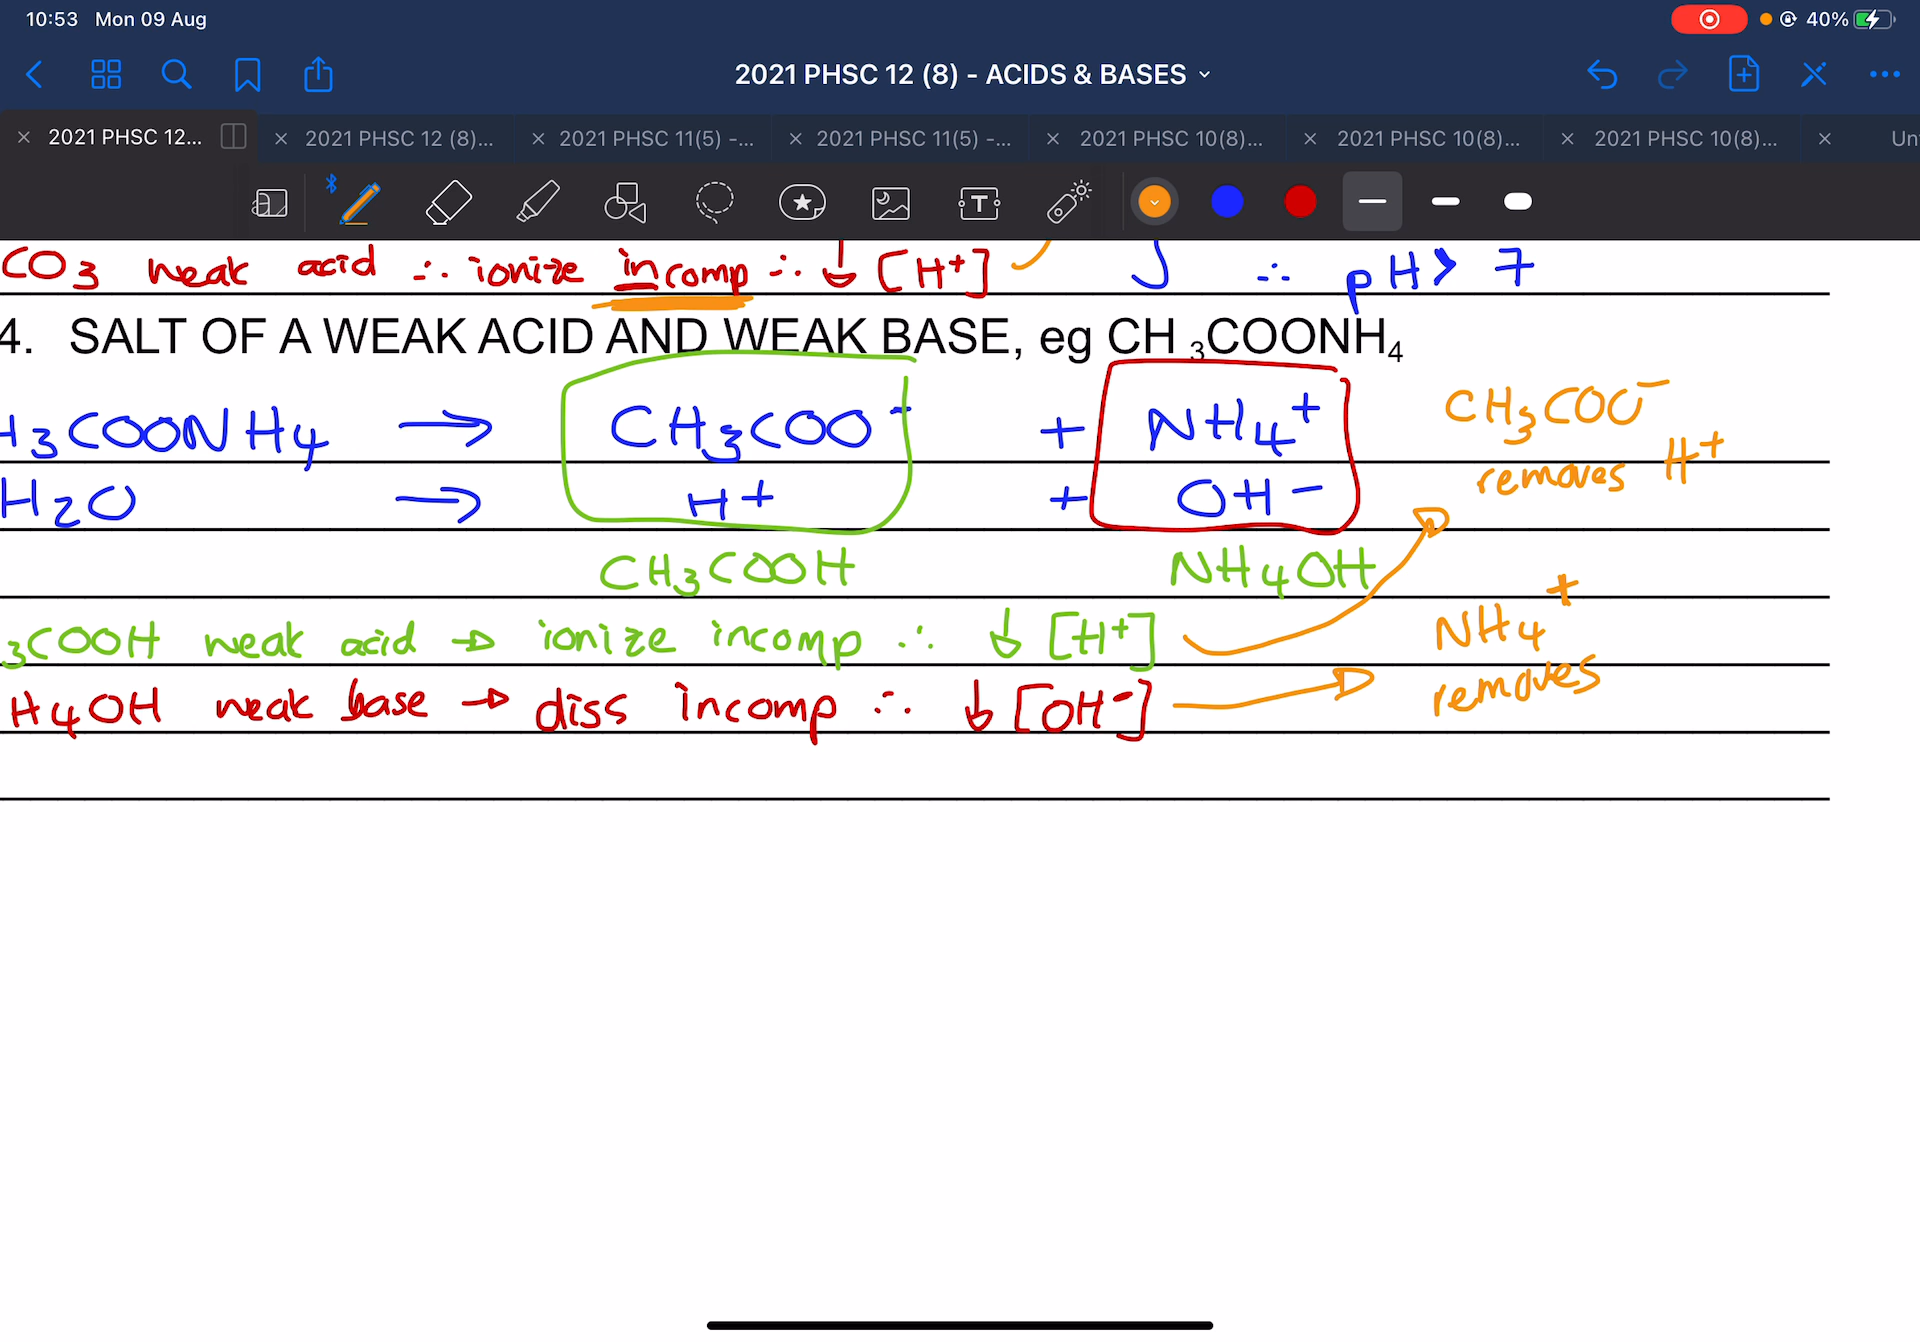 10:53 Mon 09 Aug 40%
2021 PHSC 12 (8) - ACIDS & BASES
2021 PHSC 12... 2021 PHSC 12 (8)... 2021 PHSC 11(5) -... 2021 PHSC 11(5) -... 2021 PHSC 10(8)... 2021 PHSC 10(8)... 2021 PHSC 10(8)... Un
CO3 weak acid ∴ ionize incomp ∴ ↓ [H+] ∴ pH > 7
4. SALT OF A WEAK ACID AND WEAK BASE, eg CH3COONH4
H3COONH4 → CH3COO- + NH4+
CH3COO-
removes H+
H2O → H+ + OH-
CH3COOH NH4OH
3COOH weak acid → ionize incomp ∴ ↓ [H+]
NH4+
removes
H4OH weak base → diss incomp ∴ ↓ [OH-]